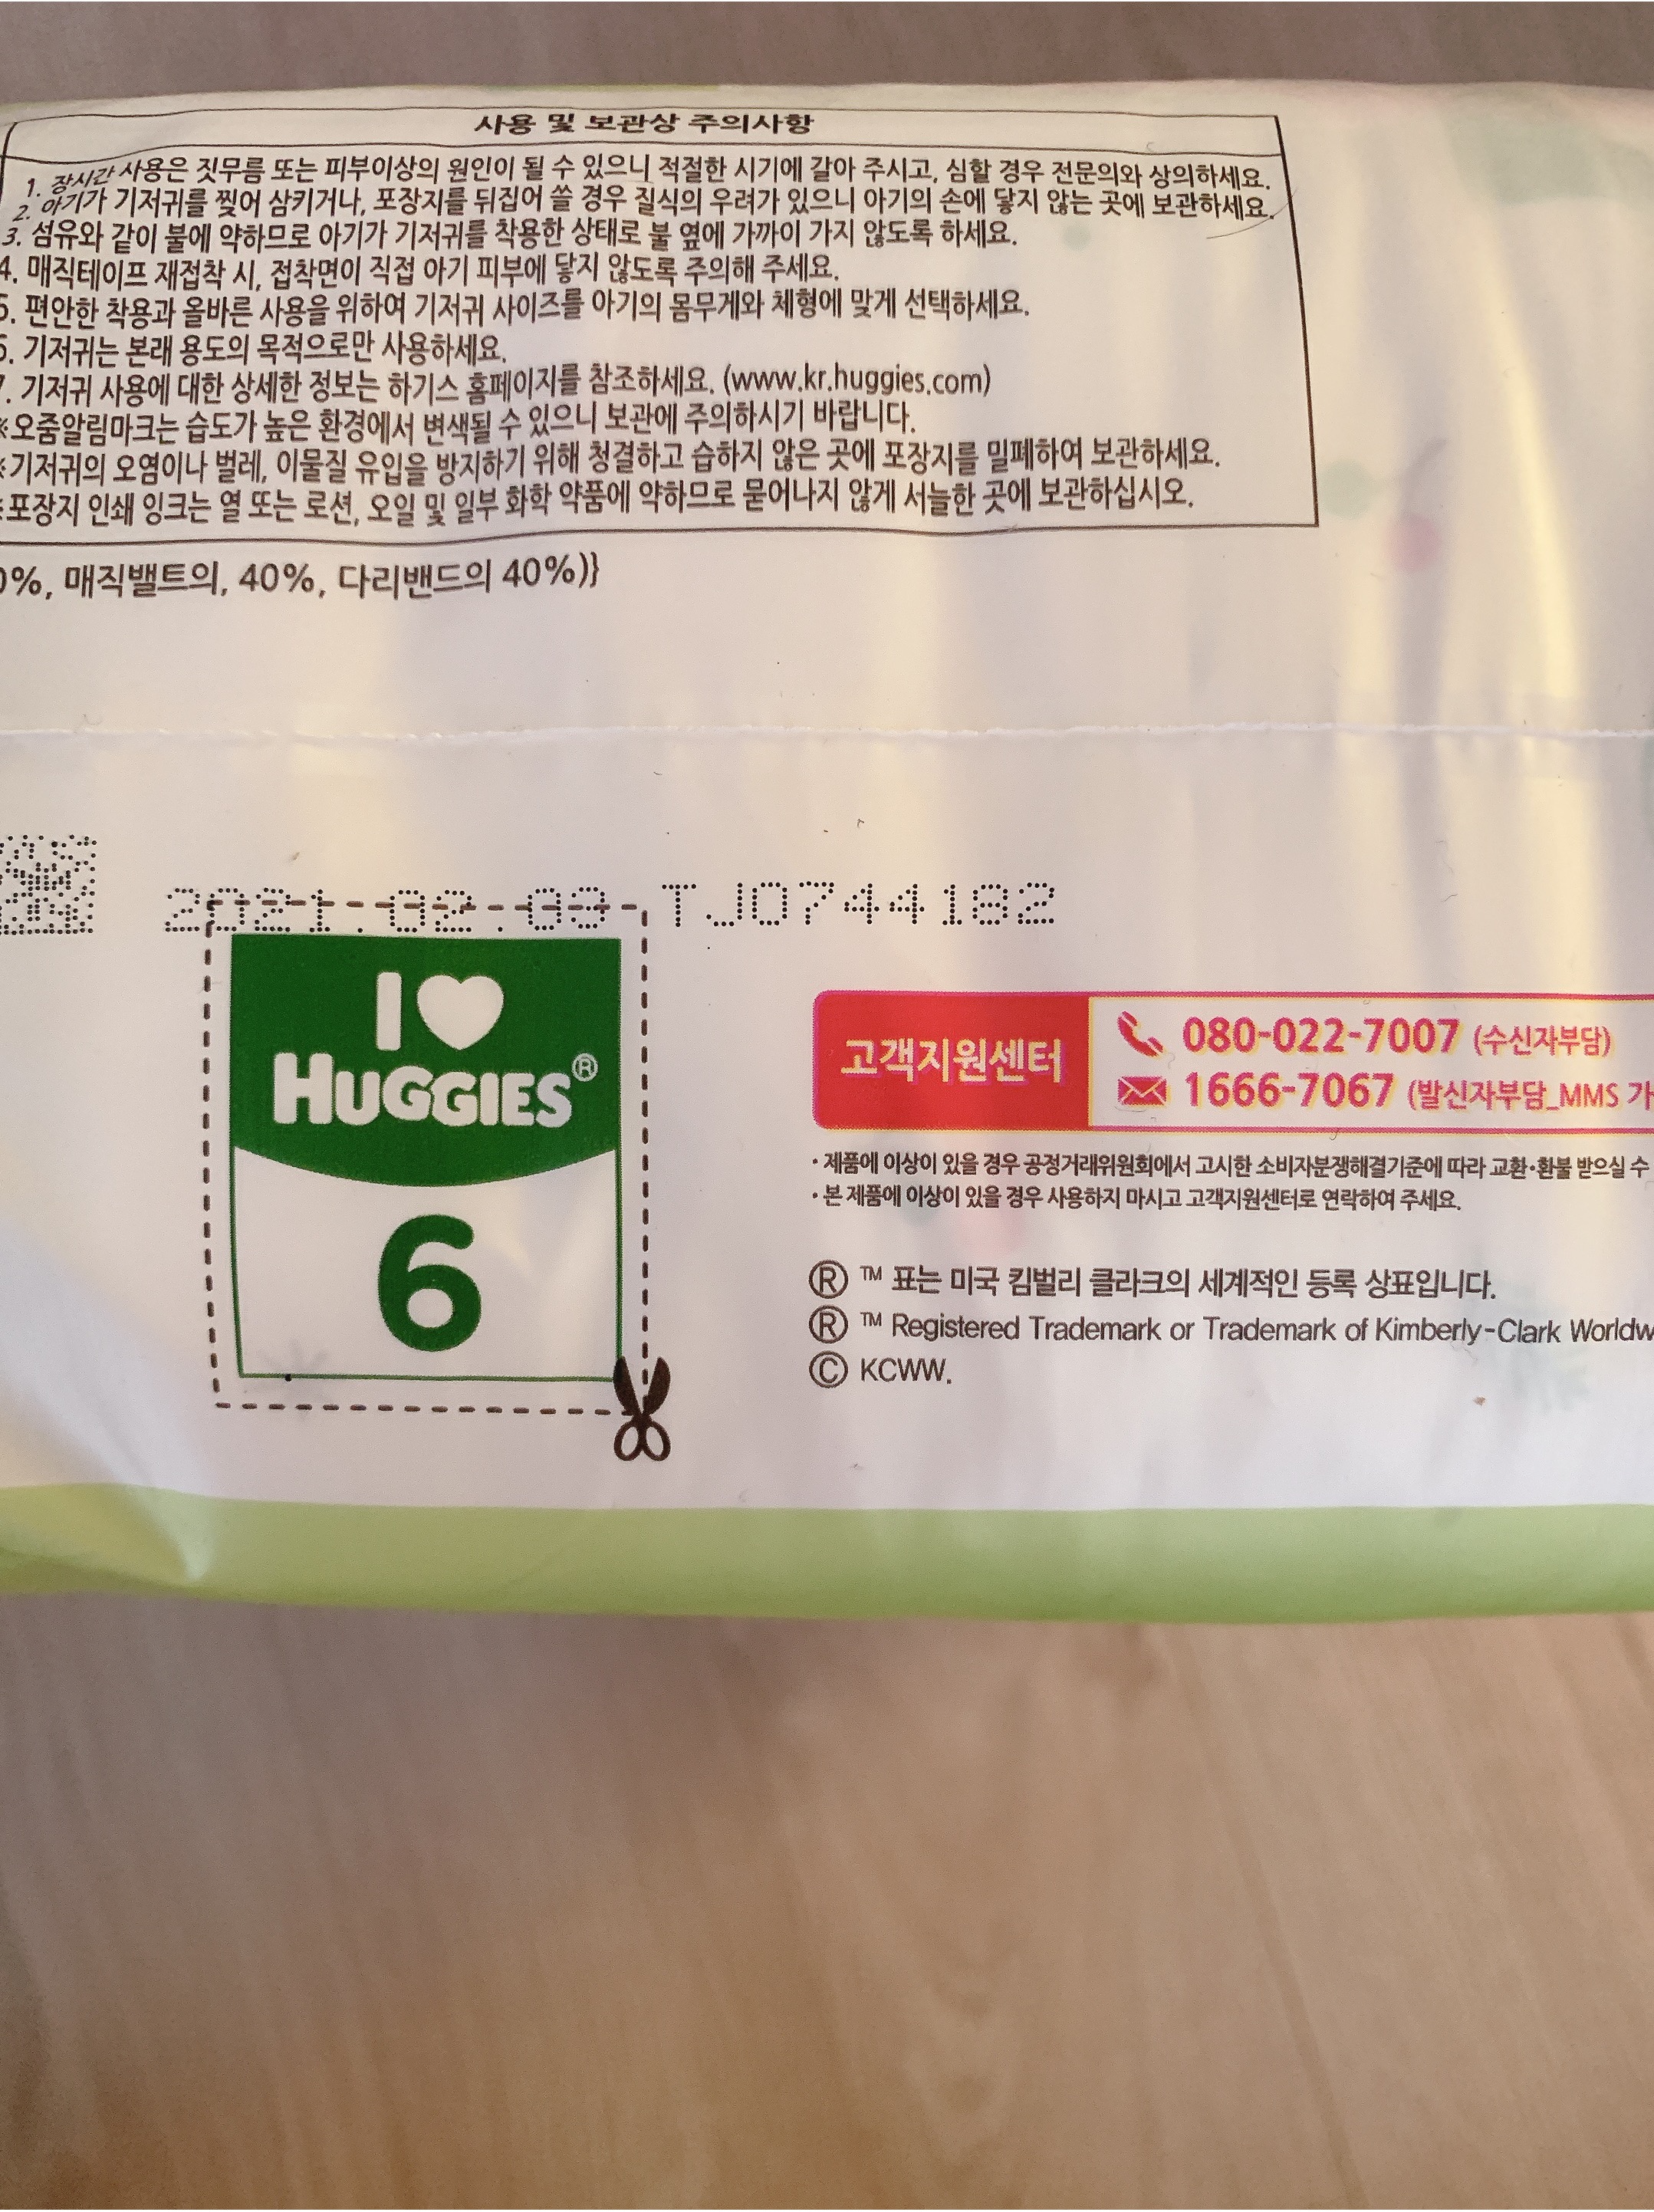 사용 및 보관상 주의사항
1. 장시간 사용은 짓무름 또는 피부이상의 원인이 될 수 있으니 적절한 시기에 갈아 주시고, 심할 경우 전문의와 상의하세요.
2. 아기가 기저귀를 찢어 삼키거나, 포장지를 뒤집어 쓸 경우 질식의 우려가 있으니 아기의 손에 닿지 않는 곳에 보관하세요.
3. 섬유와 같이 불에 약하므로 아기가 기저귀를 착용한 상태로 불 옆에 가까이 가지 않도록 하세요.
4. 매직테이프 재접착 시, 접착면이 직접 아기 피부에 닿지 않도록 주의해 주세요.
5. 편안한 착용과 올바른 사용을 위하여 기저귀 사이즈를 아기의 몸무게와 체형에 맞게 선택하세요.
6. 기저귀는 본래 용도의 목적으로만 사용하세요.
7. 기저귀 사용에 대한 상세한 정보는 하기스 홈페이지를 참조하세요. (www.kr.huggies.com)
※오줌알림마크는 습도가 높은 환경에서 변색될 수 있으니 보관에 주의하시기 바랍니다.
※기저귀의 오염이나 벌레, 이물질 유입을 방지하기 위해 청결하고 습하지 않은 곳에 포장지를 밀폐하여 보관하세요.
※포장지 인쇄 잉크는 열 또는 로션, 오일 및 일부 화학 약품에 약하므로 묻어나지 않게 서늘한 곳에 보관하십시오.
0%, 매직밸트의, 40%, 다리밴드의 40%)}
2021.02.03 TJ0744182
I ♥
HUGGIES®
6
고객지원센터
080-022-7007 (수신자부담)
1666-7067 (발신자부담_MMS 가
· 제품에 이상이 있을 경우 공정거래위원회에서 고시한 소비자분쟁해결기준에 따라 교환·환불 받으실 수
· 본 제품에 이상이 있을 경우 사용하지 마시고 고객지원센터로 연락하여 주세요.
® ™ 표는 미국 킴벌리 클라크의 세계적인 등록 상표입니다.
® ™ Registered Trademark or Trademark of Kimberly-Clark Worldw
© KCWW.